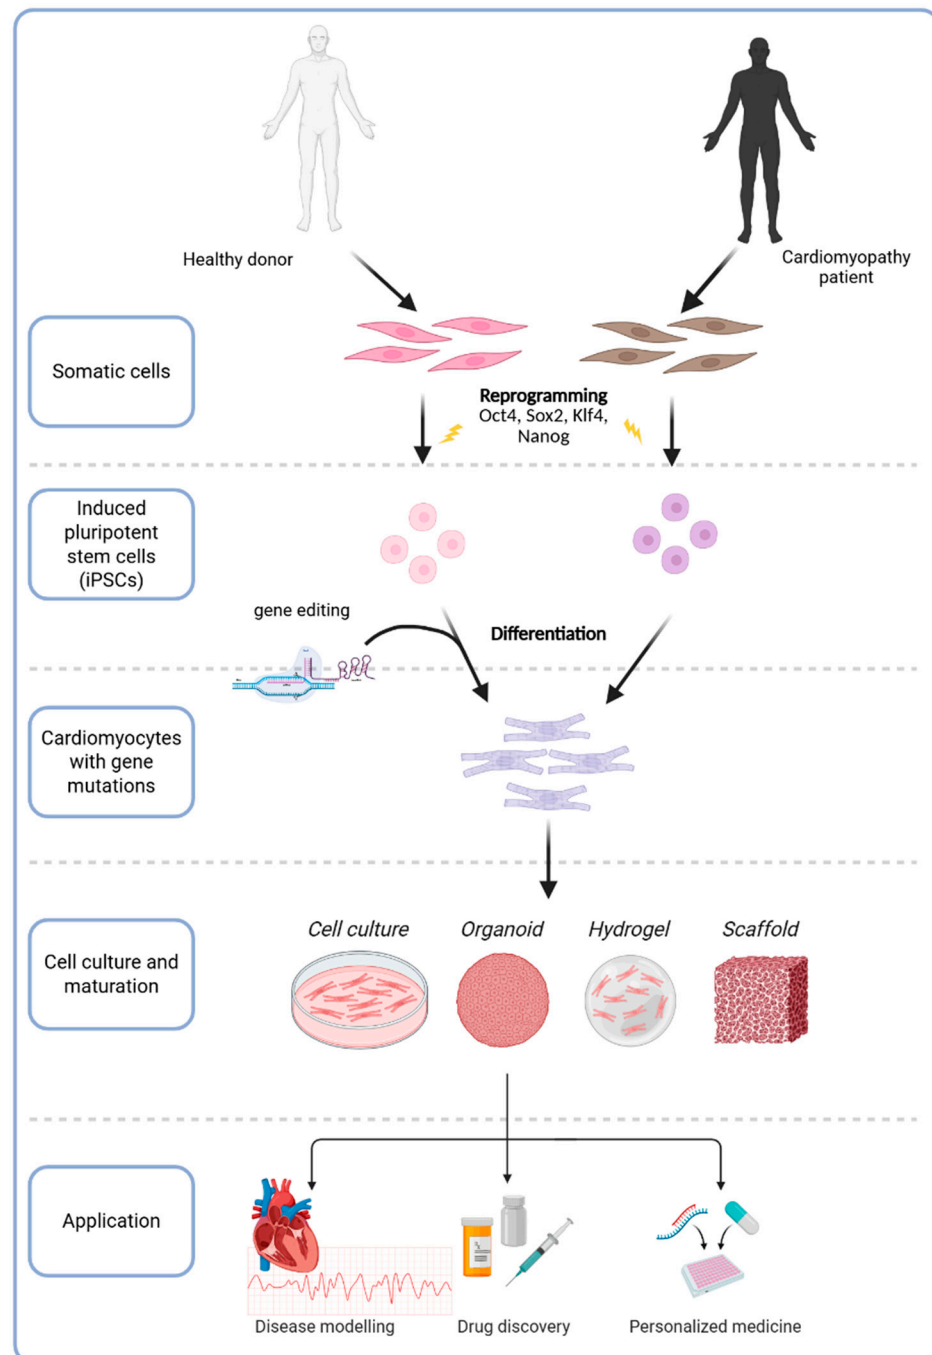 Healthy donor
Cardiomyopathy
patient
Somatic cells
Reprogramming
Oct4, Sox2, Klf4,
Nanog
Induced
pluripotent
stem cells
(iPSCs)
gene editing
Differentiation
Cardiomyocytes
with gene
mutations
Cell culture and
maturation
Cell culture
Organoid
Hydrogel
Scaffold
Application
Disease modelling
Drug discovery
Personalized medicine